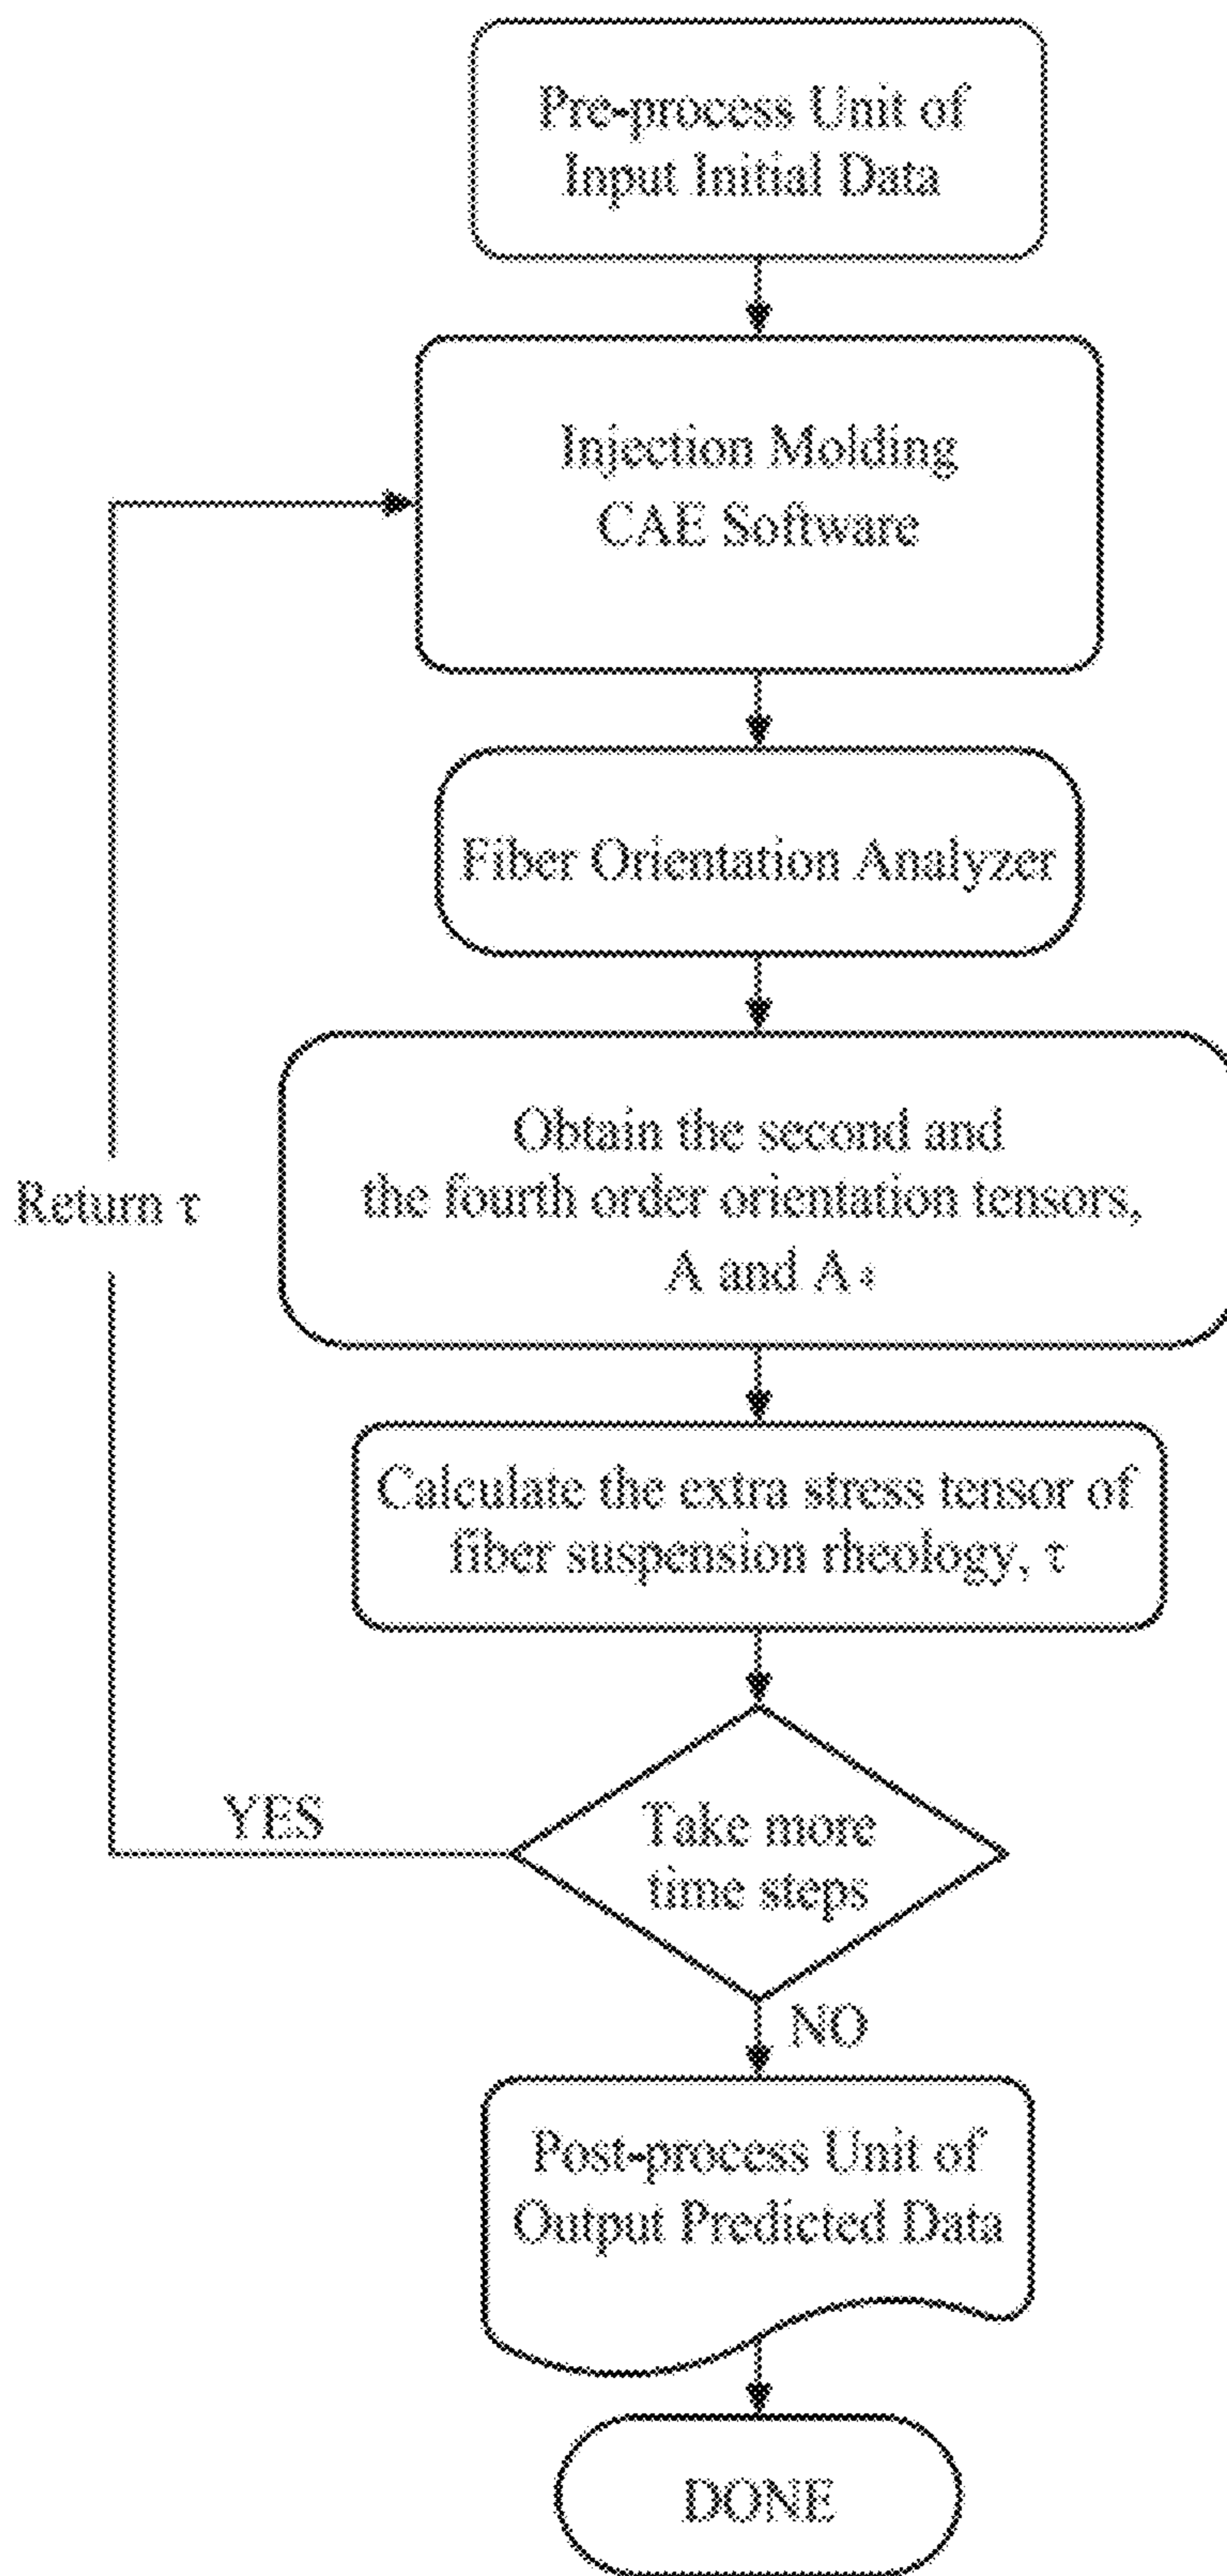 Pre-process Unit of
Input Initial Data
Injection Molding
CAE Software
Fiber Orientation Analyzer
Obtain the second and
the fourth order orientation tensors,
A and A₄
Return τ
Calculate the extra stress tensor of
fiber suspension rheology, τ
YES
Take more
time steps
NO
Post-process Unit of
Output Predicted Data
DONE